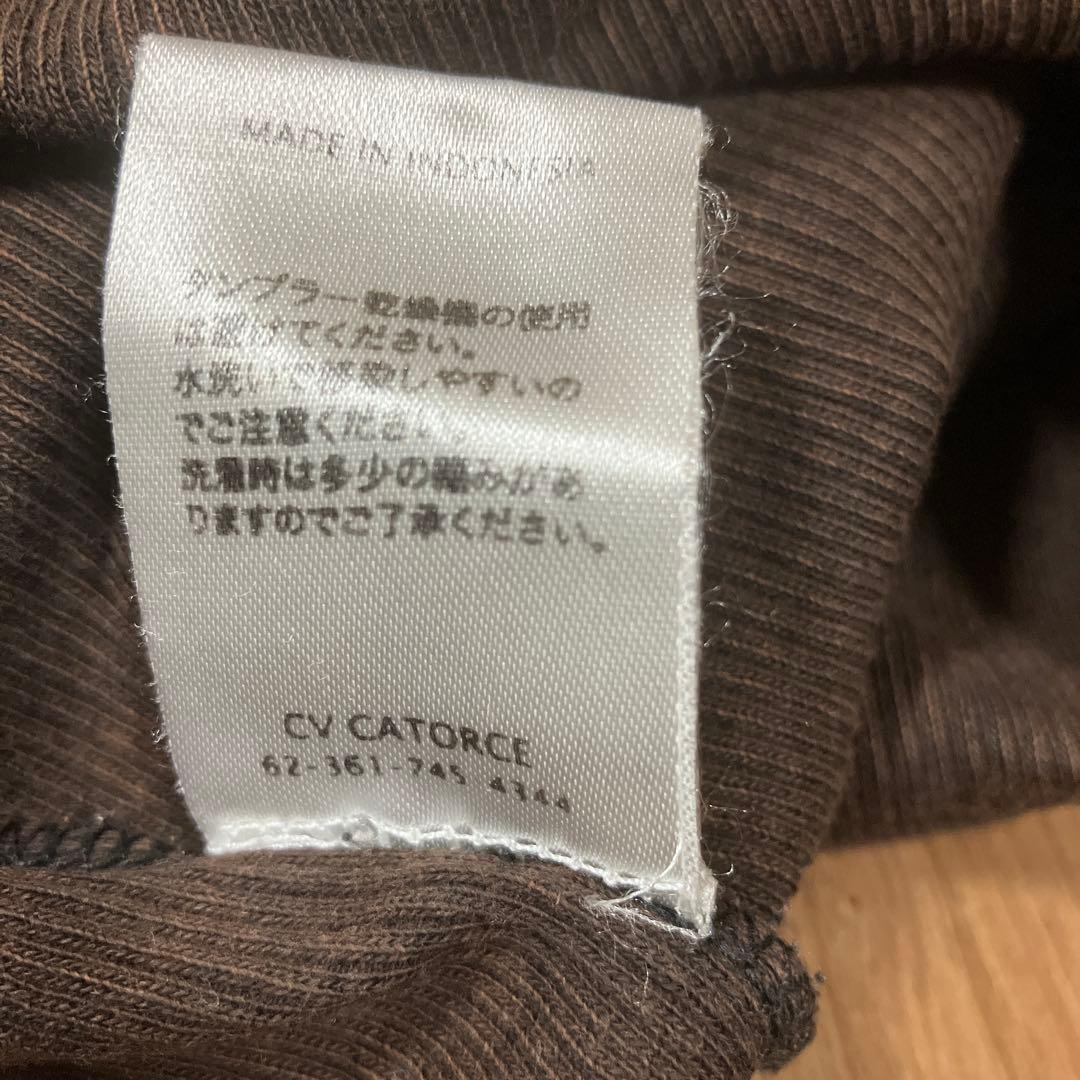 MADE IN INDONESIA
タンブラー乾燥機の使用
は避けてください。
水洗いは
しやすいの
でご注意ください。
洗濯時は多少の縮みがあ
りますのでご了承ください。
CV CATORCE
62-361-745 4344